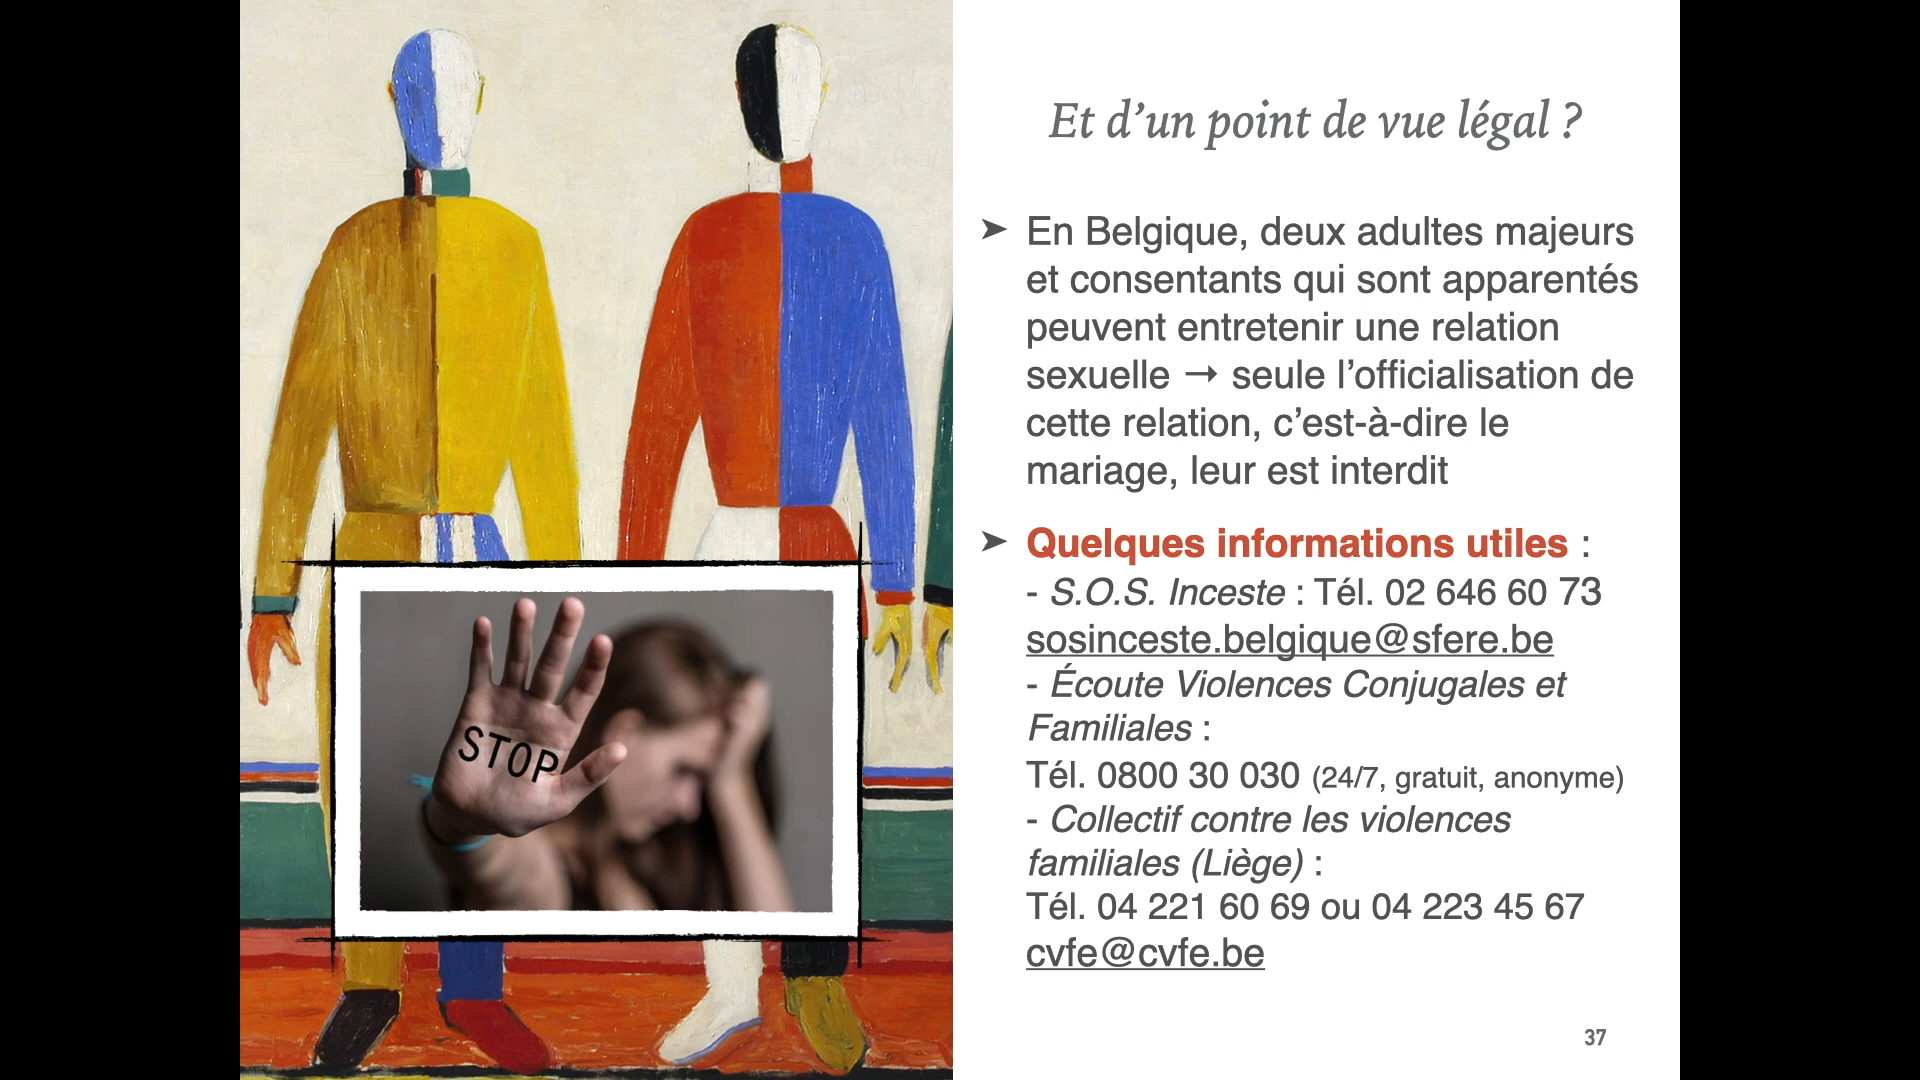 Et d’un point de vue légal ?
➤ En Belgique, deux adultes majeurs
et consentants qui sont apparentés
peuvent entretenir une relation
sexuelle → seule l’officialisation de
cette relation, c’est-à-dire le
mariage, leur est interdit
➤ Quelques informations utiles :
- S.O.S. Inceste : Tél. 02 646 60 73
sosinceste.belgique@sfere.be
- Écoute Violences Conjugales et
Familiales :
Tél. 0800 30 030 (24/7, gratuit, anonyme)
- Collectif contre les violences
familiales (Liège) :
Tél. 04 221 60 69 ou 04 223 45 67
cvfe@cvfe.be
STOP
37